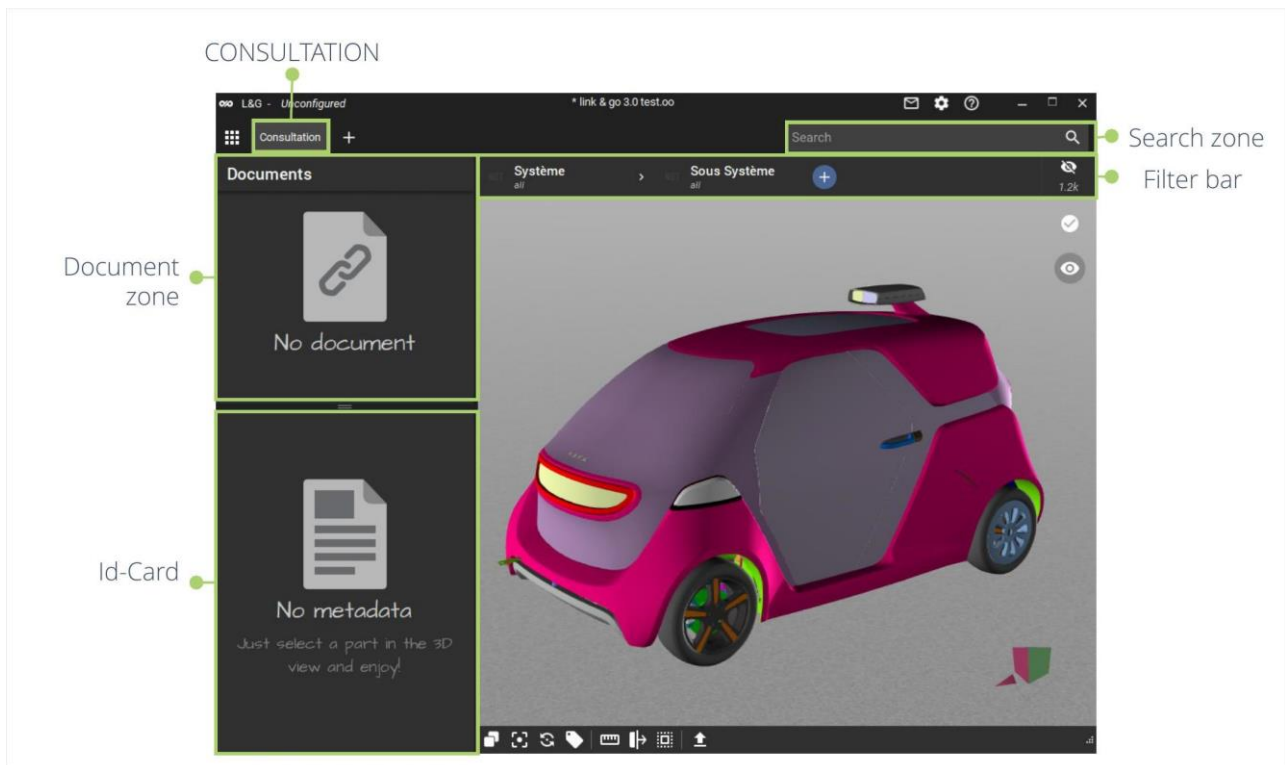 CONSULTATION
L&G - Unconfigured
* link & go 3.0 test.oo
Consultation
Search
Search zone
Documents
Système
all
Sous Système
all
1.2k
Filter bar
Document
zone
No document
Id-Card
No metadata
Just select a part in the 3D
view and enjoy!